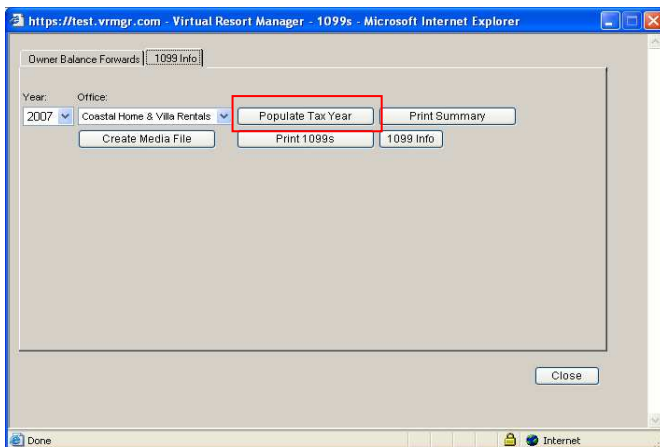 https://test.vrmgr.com - Virtual Resort Manager - 1099s - Microsoft Internet Explorer
Owner Balance Forwards 1099 Info
Year: Office:
2007 Coastal Home & Villa Rentals Populate Tax Year Print Summary
Create Media File Print 1099s 1099 Info
Close
Done Internet